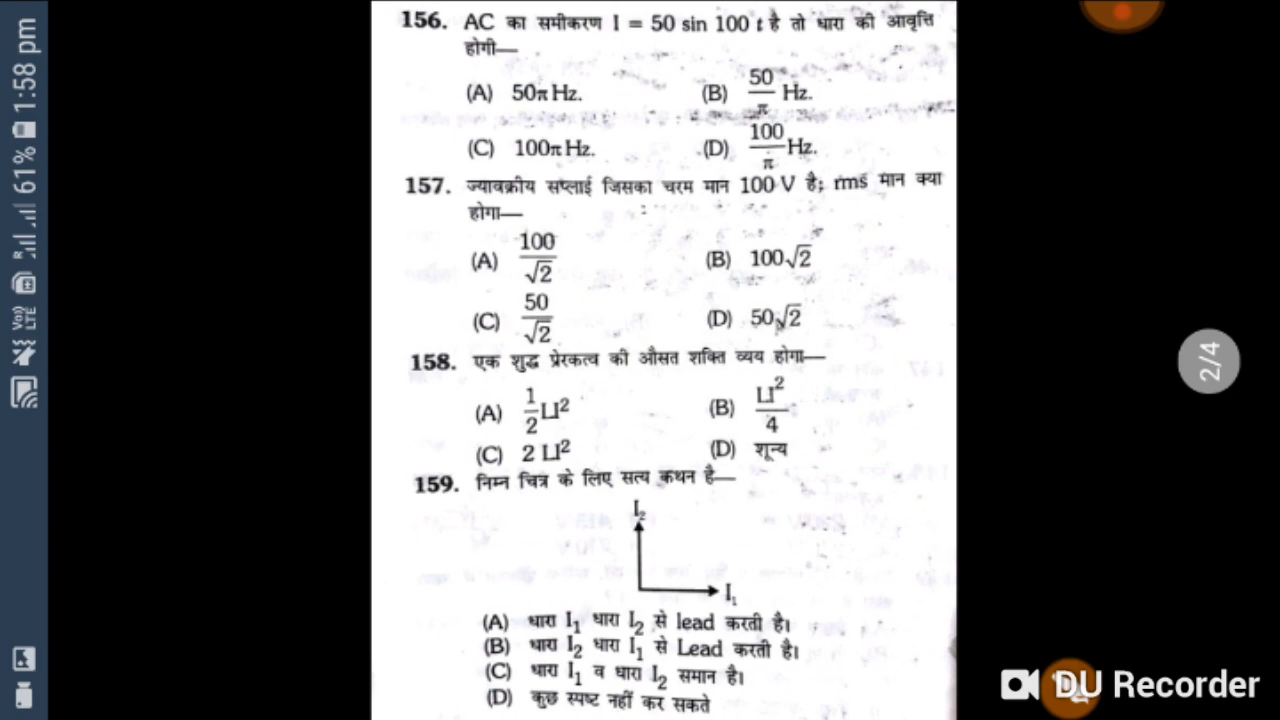 156. AC का समीकरण I = 50 sin 100 t है तो धारा की आवृत्ति
होगी—
(A) 50π Hz. (B) 50/π Hz.
(C) 100π Hz. (D) 100/π Hz.
157. ज्यावक्रीय सप्लाई जिसका चरम मान 100 V है; rms मान क्या
होगा—
(A) 100/√2 (B) 100√2
(C) 50/√2 (D) 50√2
158. एक शुद्ध प्रेरकत्व की औसत शक्ति व्यय होगा—
(A) 1/2 LI² (B) LI²/4
(C) 2 LI² (D) शून्य
159. निम्न चित्र के लिए सत्य कथन है—
I₂
I₁
(A) धारा I₁ धारा I₂ से lead करती है।
(B) धारा I₂ धारा I₁ से Lead करती है।
(C) धारा I₁ व धारा I₂ समान है।
(D) कुछ स्पष्ट नहीं कर सकते
1:58 pm
61%
Vo)) LTE
R
2/4
DU Recorder